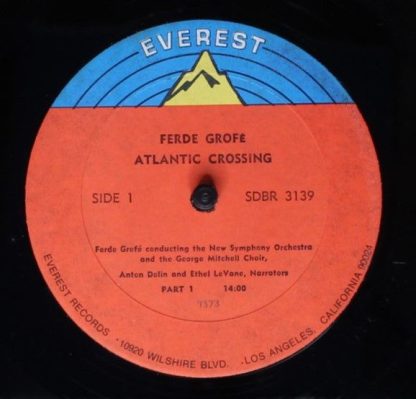 EVEREST
FERDE GROFÉ
ATLANTIC CROSSING
SIDE 1 SDBR 3139
Ferde Grofé conducting the New Symphony Orchestra
and the George Mitchell Choir,
Anton Dolin and Ethel LeVane, Narrators
PART 1 14:00
7373
EVEREST RECORDS · 10920 WILSHIRE BLVD. · LOS ANGELES, CALIFORNIA 90024